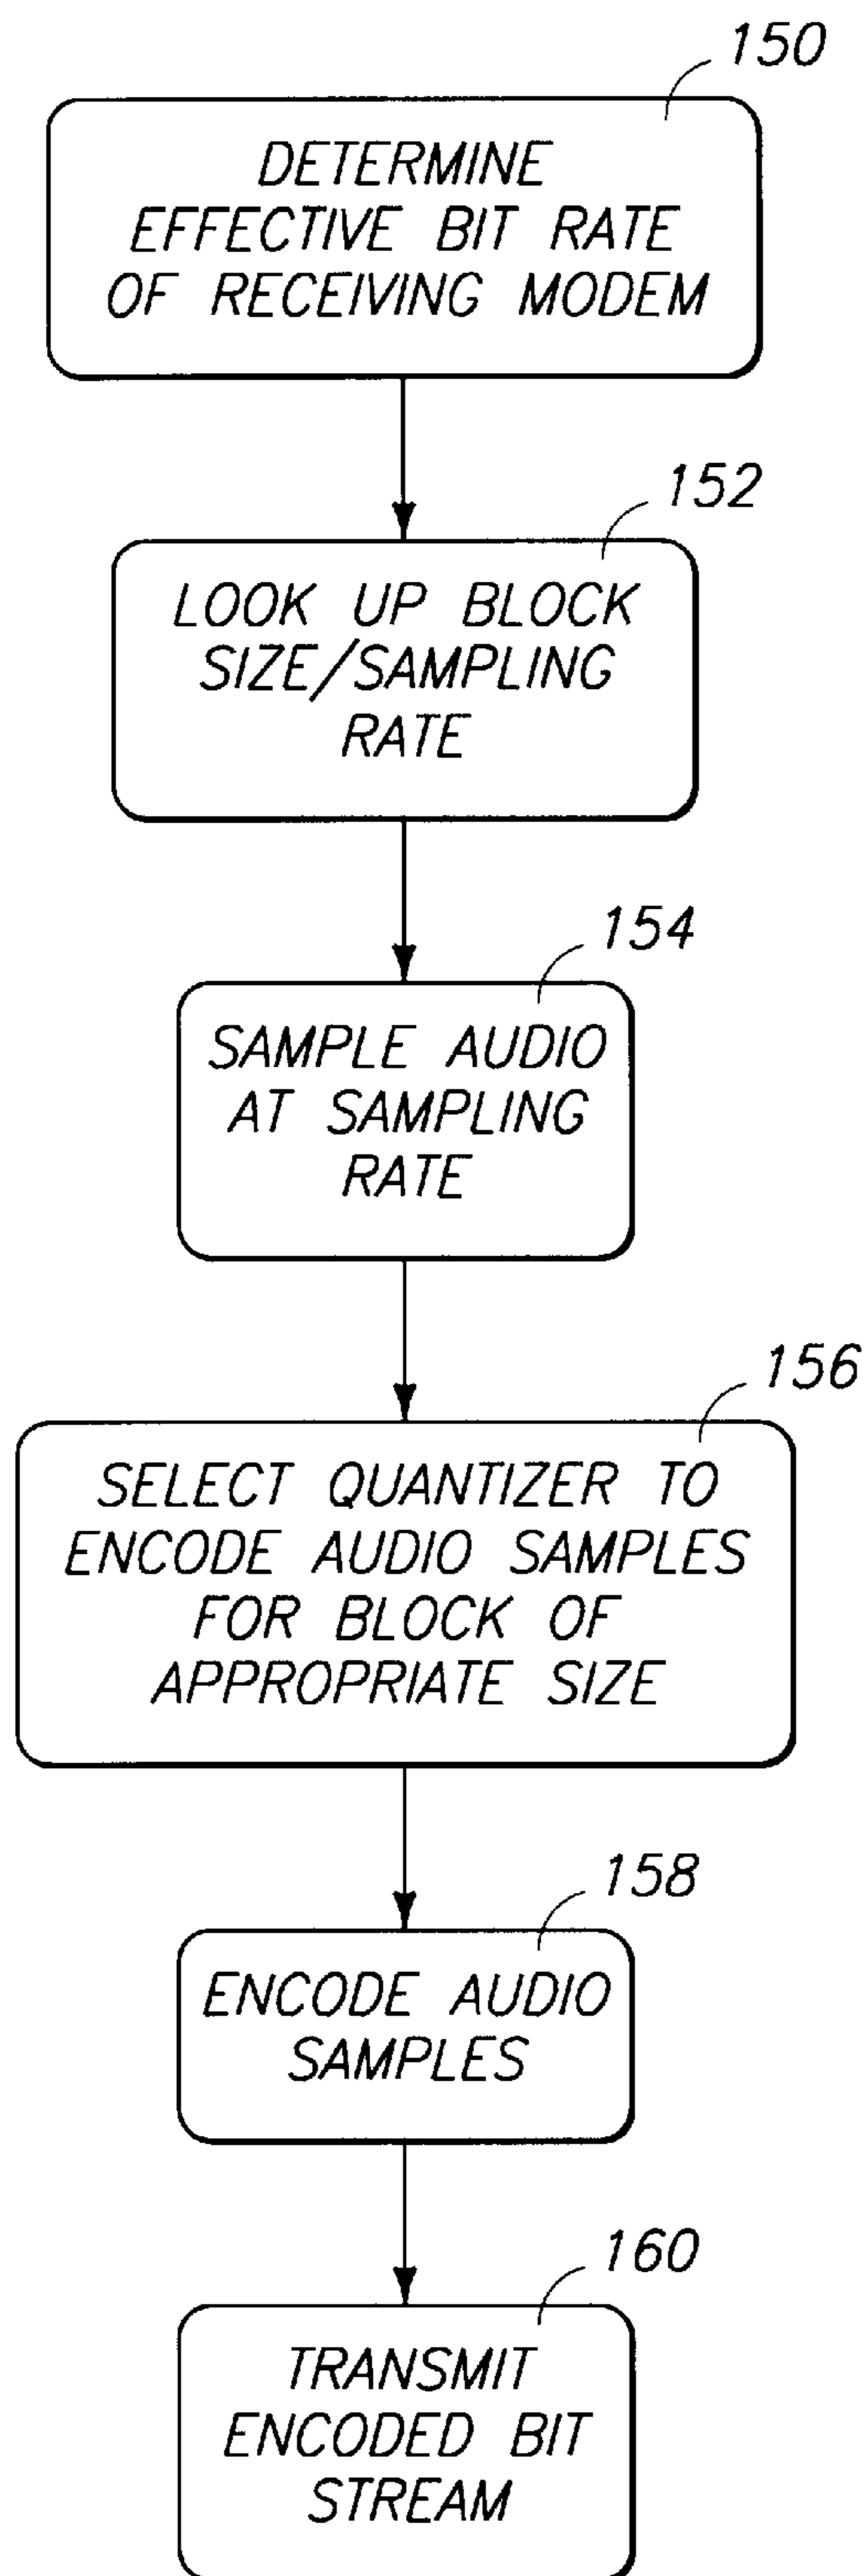 150
DETERMINE
EFFECTIVE BIT RATE
OF RECEIVING MODEM
152
LOOK UP BLOCK
SIZE/SAMPLING
RATE
154
SAMPLE AUDIO
AT SAMPLING
RATE
156
SELECT QUANTIZER TO
ENCODE AUDIO SAMPLES
FOR BLOCK OF
APPROPRIATE SIZE
158
ENCODE AUDIO
SAMPLES
160
TRANSMIT
ENCODED BIT
STREAM